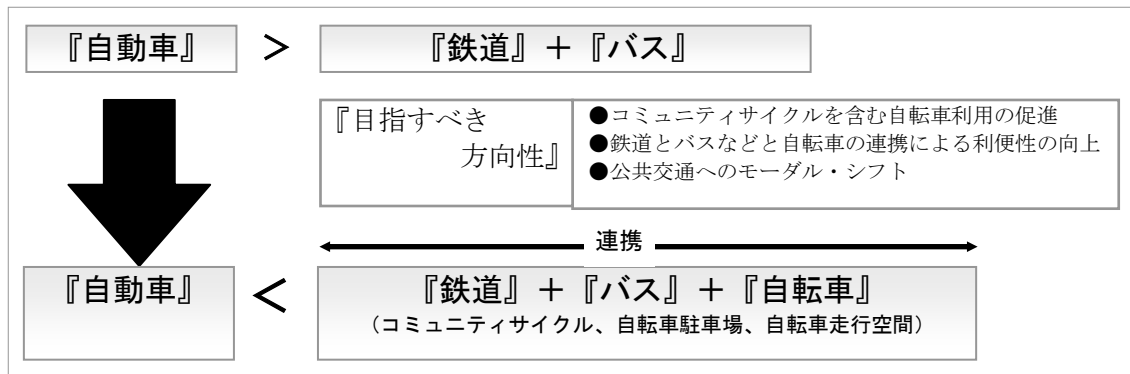 『自動車』 > 『鉄道』＋『バス』
『目指すべき
方向性』
●コミュニティサイクルを含む自転車利用の促進
●鉄道とバスなどと自転車の連携による利便性の向上
●公共交通へのモーダル・シフト
連携
『自動車』 < 『鉄道』＋『バス』＋『自転車』
（コミュニティサイクル、自転車駐車場、自転車走行空間）